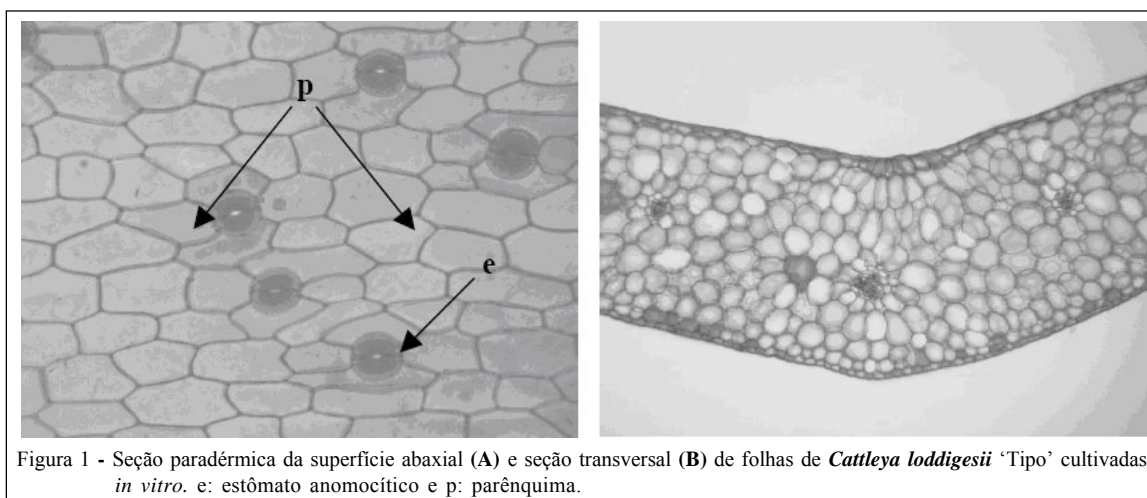 p
e
Figura 1 - Seção paradérmica da superfície abaxial (A) e seção transversal (B) de folhas de Cattleya loddigesii ‘Tipo’ cultivadas
in vitro. e: estômato anomocítico e p: parênquima.